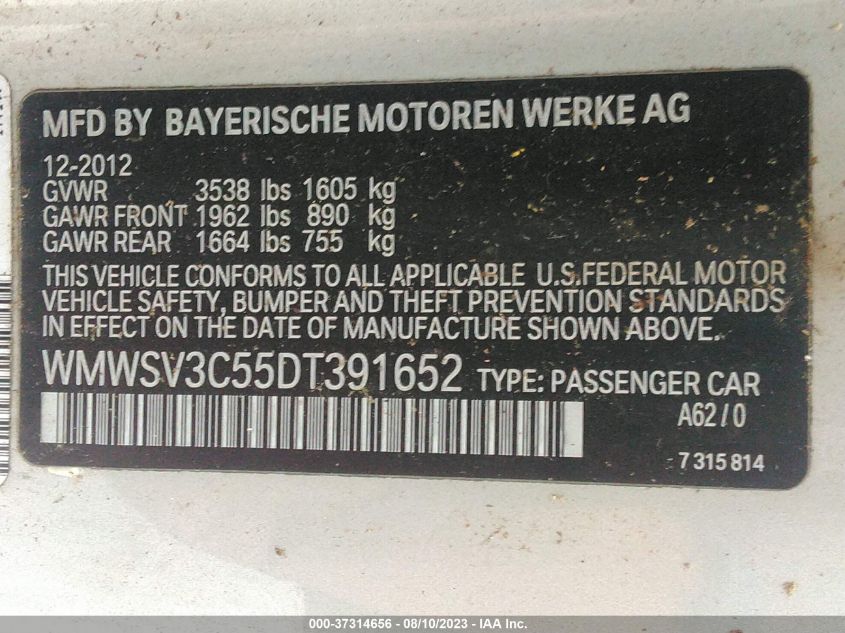 MFD BY BAYERISCHE MOTOREN WERKE AG
12-2012
GVWR 3538 lbs 1605 kg
GAWR FRONT 1962 lbs 890 kg
GAWR REAR 1664 lbs 755 kg
THIS VEHICLE CONFORMS TO ALL APPLICABLE U.S.FEDERAL MOTOR
VEHICLE SAFETY, BUMPER AND THEFT PREVENTION STANDARDS
IN EFFECT ON THE DATE OF MANUFACTURE SHOWN ABOVE.
WMWSV3C55DT391652 TYPE: PASSENGER CAR
A62/0
7 315 814
000-37314656 - 08/10/2023 - IAA Inc.